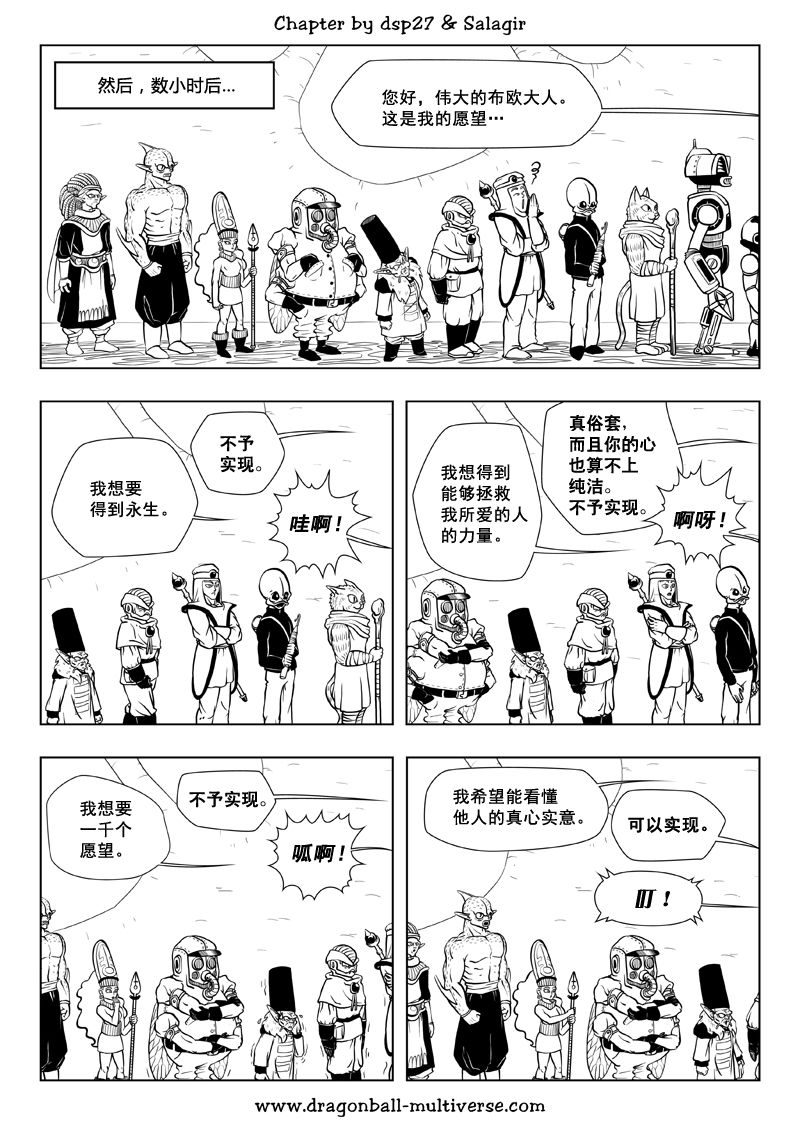 Chapter by dsp27 & Salagir
然后，数小时后...
您好，伟大的布欧大人。
这是我的愿望…
我想要
得到永生。
不予
实现。
哇啊！
我想得到
能够拯救
我所爱的人
的力量。
真俗套，
而且你的心
也算不上
纯洁。
不予实现。
啊呀！
我想要
一千个
愿望。
不予实现。
呱啊！
我希望能看懂
他人的真心实意。
可以实现。
叮！
www.dragonball-multiverse.com